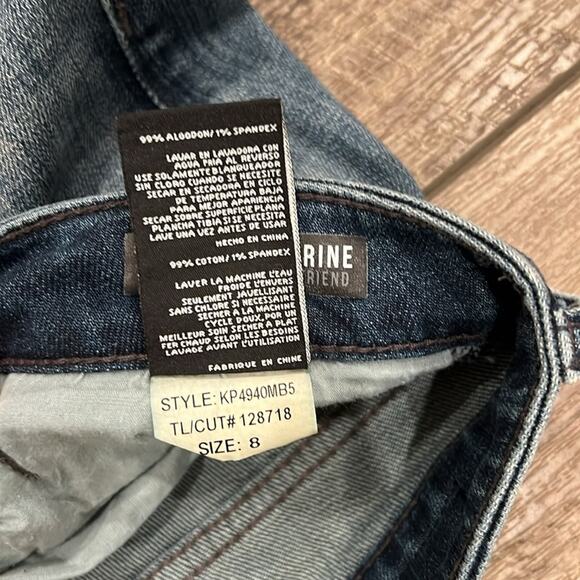 99% ALGODON/1% SPANDEX
LAVAR EN LAVADORA CON
AGUA FRIA AL REVERSO
USE SOLAMENTE BLANQUEADOR
SIN CLORO CUANDO SE NECESITE
SECAR EN SECADORA EN CICLO
DE TEMPERATURA BAJA
PARA MEJOR APARIENCIA
SECAR SOBRE SUPERFICIE PLANA
PLANCHA TIBIA SI SE NECESITA
LAVE UNA VEZ ANTES DE USAR
HECHO EN CHINA
99% COTON/1% SPANDEX
LAVER LA MACHINE L'EAU
FROIDE L'ENVERS
SEULEMENT JAVELLISANT
SANS CHLORE SI NECESSAIRE
SECHER A LA MACHINE
CYCLE DOUX, POUR UN
MEILLEUR SOIN SECHER A PLAT
FER CHAUD SELON LES BESOINS
LAVAGE AVANT L'UTILISATION
FABRIQUE EN CHINE
RINE
RIEND
STYLE: KP4940MB5
TL/CUT# 128718
SIZE: 8